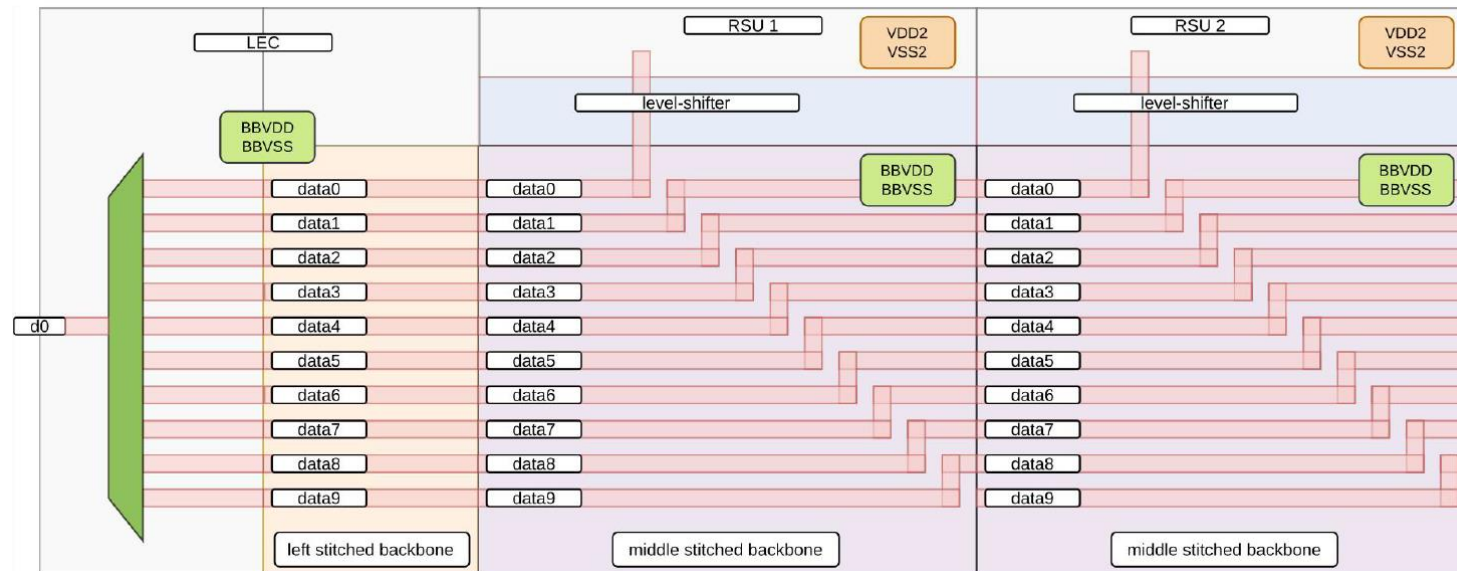 LEC
RSU 1
VDD2
VSS2
RSU 2
VDD2
VSS2
level-shifter
level-shifter
BBVDD
BBVSS
BBVDD
BBVSS
BBVDD
BBVSS
data0
data0
data0
data1
data1
data1
data2
data2
data2
data3
data3
data3
d0
data4
data4
data4
data5
data5
data5
data6
data6
data6
data7
data7
data7
data8
data8
data8
data9
data9
data9
left stitched backbone
middle stitched backbone
middle stitched backbone